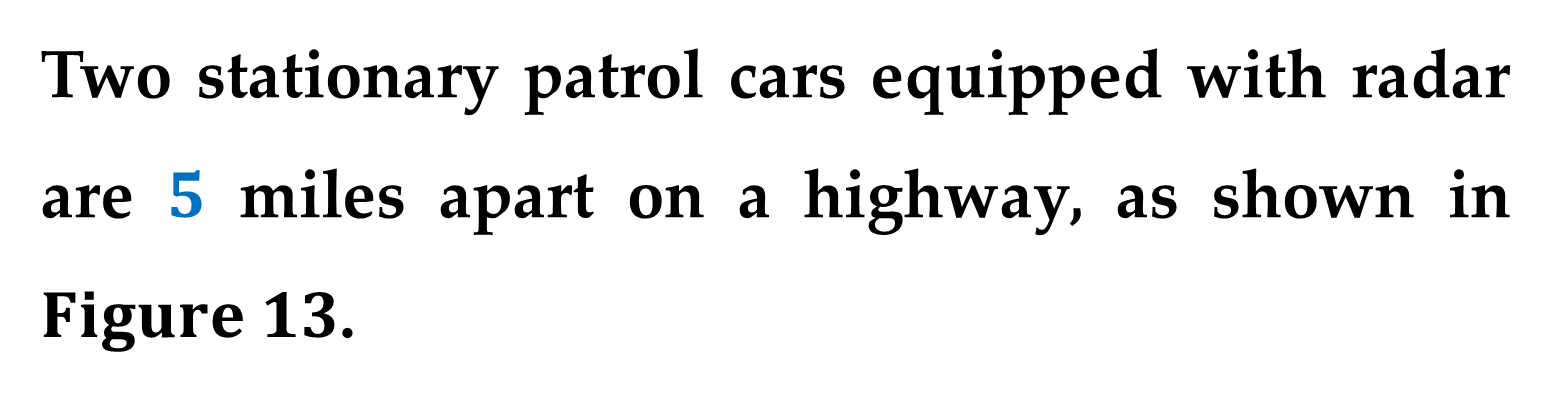 Two stationary patrol cars equipped with radar
are 5 miles apart on a highway, as shown in
Figure 13.